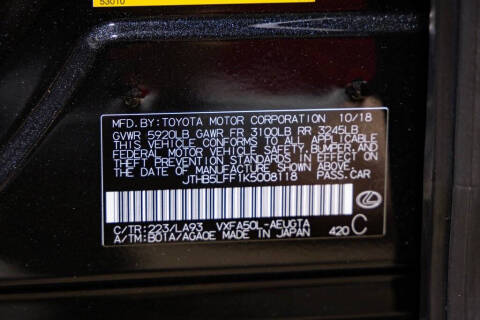 53010
MFD. BY: TOYOTA MOTOR CORPORATION 10/18
GVWR 5920LB GAWR FR 3100LB RR 3245LB
THIS VEHICLE CONFORMS TO ALL APPLICABLE
FEDERAL MOTOR VEHICLE SAFETY, BUMPER, AND
THEFT PREVENTION STANDARDS IN EFFECT ON
THE DATE OF MANUFACTURE SHOWN ABOVE.
JTHB5LFF1K5008118 PASS. CAR
C/TR: 223/LA93 VXFA50L-AEUGTA C
A/TM: B01TA/AGA0E MADE IN JAPAN 420